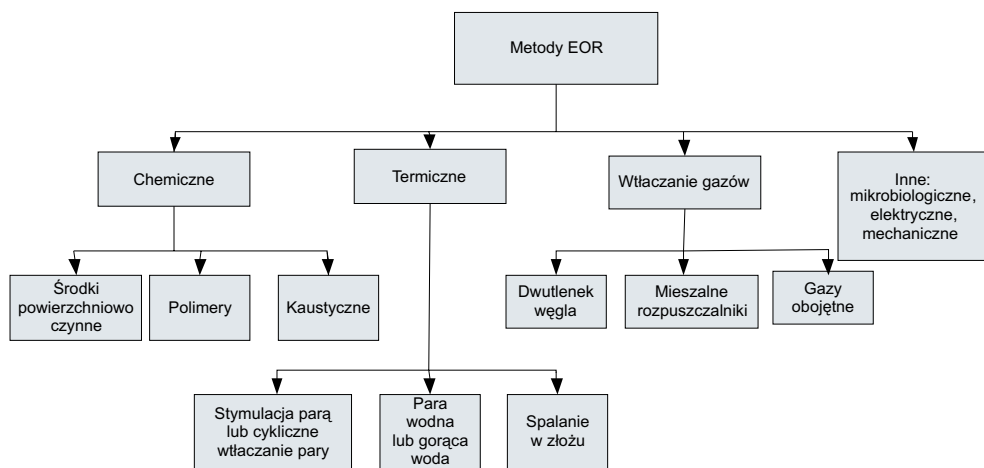 Metody EOR
Chemiczne
Termiczne
Wtłaczanie gazów
Inne:
mikrobiologiczne,
elektryczne,
mechaniczne
Środki
powierzchniowo
czynne
Polimery
Kaustyczne
Dwutlenek
węgla
Mieszalne
rozpuszczalniki
Gazy
obojętne
Stymulacja parą
lub cykliczne
wtłaczanie pary
Para
wodna
lub gorąca
woda
Spalanie
w złożu